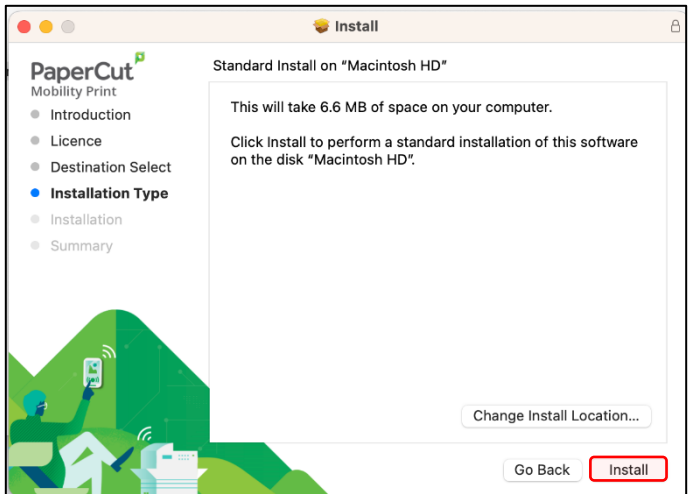 Install
PaperCut
Mobility Print
Introduction
Licence
Destination Select
Installation Type
Installation
Summary
Standard Install on “Macintosh HD”
This will take 6.6 MB of space on your computer.
Click Install to perform a standard installation of this software
on the disk “Macintosh HD”.
Change Install Location...
Go Back
Install